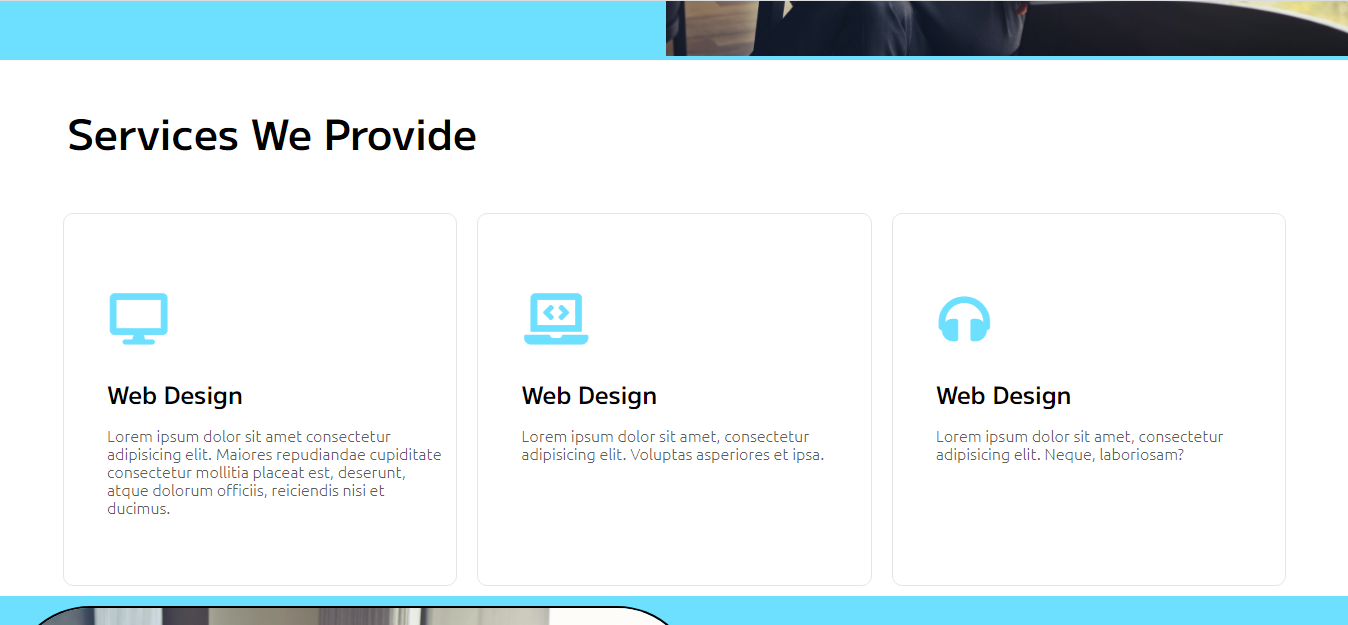 Services We Provide
Web Design
Lorem ipsum dolor sit amet consectetur
adipisicing elit. Maiores repudiandae cupiditate
consectetur mollitia placeat est, deserunt,
atque dolorum officiis, reiciendis nisi et
ducimus.
Web Design
Lorem ipsum dolor sit amet, consectetur
adipisicing elit. Voluptas asperiores et ipsa.
Web Design
Lorem ipsum dolor sit amet, consectetur
adipisicing elit. Neque, laboriosam?